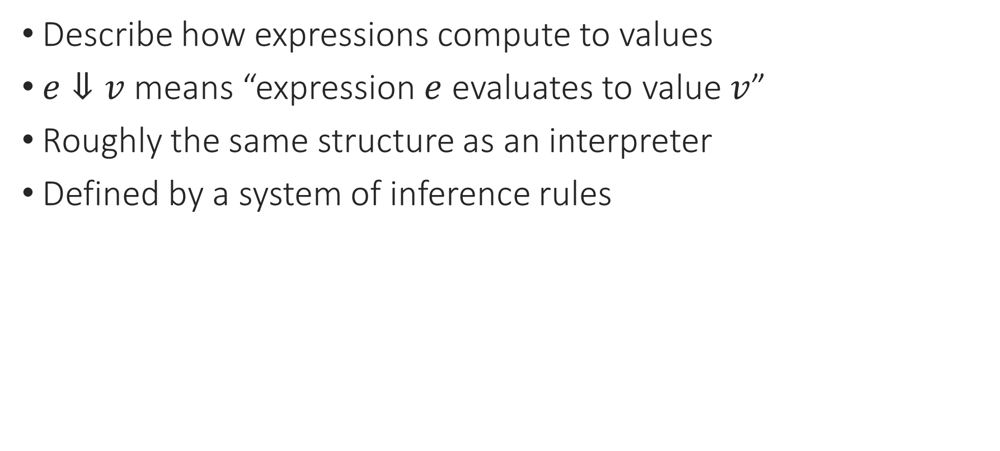 • Describe how expressions compute to values
• e ⇓ v means “expression e evaluates to value v”
• Roughly the same structure as an interpreter
• Defined by a system of inference rules